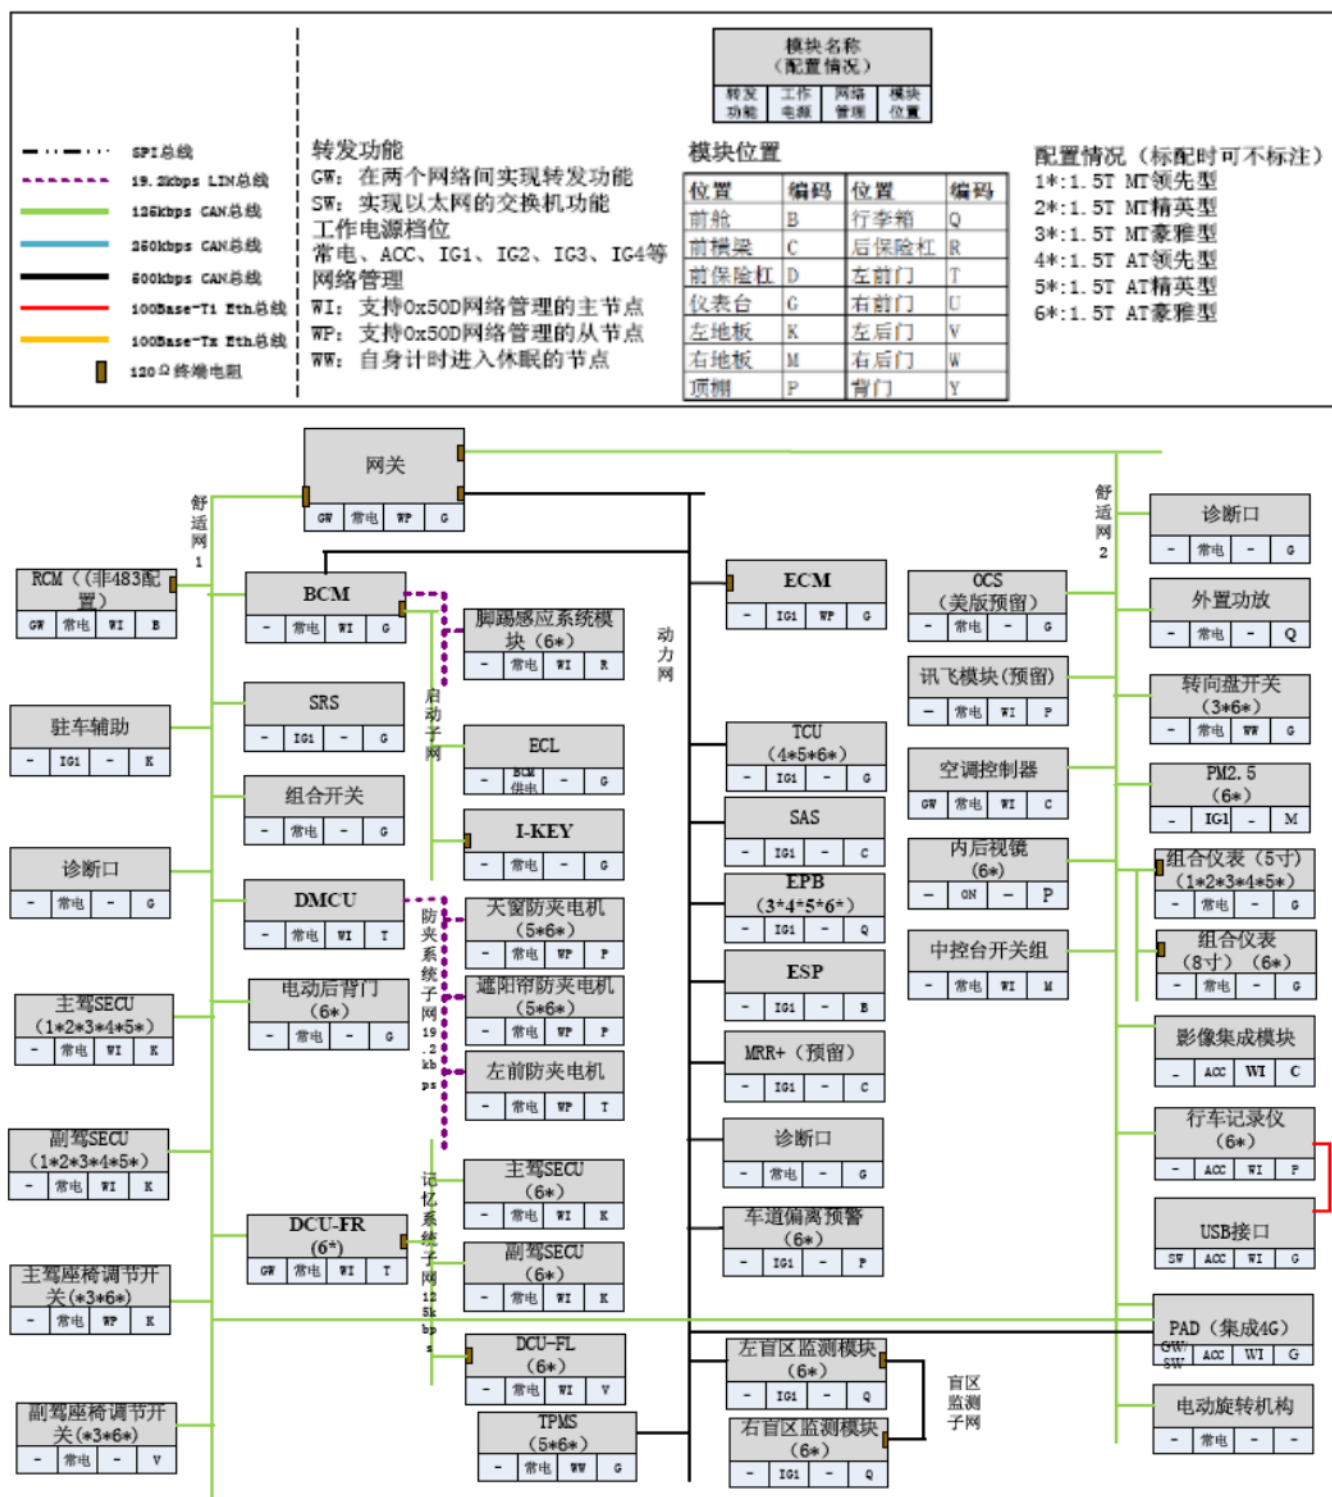 模块名称
(配置情况)
转发功能 工作电源 网络管理 模块位置
SPI总线
19.2kbps LIN总线
125kbps CAN总线
250kbps CAN总线
500kbps CAN总线
100Base-T1 Eth总线
100Base-Tx Eth总线
120Ω终端电阻
转发功能
GW: 在两个网络间实现转发功能
SW: 实现以太网的交换机功能
工作电源档位
常电、ACC、IG1、IG2、IG3、IG4等
网络管理
WI: 支持0x50D网络管理的主节点
WP: 支持0x50D网络管理的从节点
WW: 自身计时进入休眠的节点
模块位置
位置 编码 位置 编码
前舱 B 行李箱 Q
前横梁 C 后保险杠 R
前保险杠 D 左前门 T
仪表台 G 右前门 U
左地板 K 左后门 V
右地板 M 右后门 W
顶棚 P 背门 Y
配置情况（标配时可不标注）
1*:1.5T MT领先型
2*:1.5T MT精英型
3*:1.5T MT豪雅型
4*:1.5T AT领先型
5*:1.5T AT精英型
6*:1.5T AT豪雅型
网关
GW 常电 WP G
舒适网1
RCM（(非483配置）
GW 常电 WI B
驻车辅助
- IG1 - K
诊断口
- 常电 - G
主驾SECU
(1*2*3*4*5*)
- 常电 WI K
副驾SECU
(1*2*3*4*5*)
- 常电 WI K
主驾座椅调节开关(*3*6*)
- 常电 WP K
副驾座椅调节开关(*3*6*)
- 常电 - V
BCM
- 常电 WI G
SRS
- IG1 - G
组合开关
- 常电 - G
DMCU
- 常电 WI T
电动后背门
(6*)
- 常电 - G
DCU-FR
(6*)
GW 常电 WI T
启动子网
脚踢感应系统模块（6*）
- 常电 WI R
ECL
- BCM供电 - G
I-KEY
- 常电 - G
防夹系统子网19.2kbps
天窗防夹电机
(5*6*)
- 常电 WP P
遮阳帘防夹电机
(5*6*)
- 常电 WP P
左前防夹电机
- 常电 WP T
记忆系统子网125kbps
主驾SECU
(6*)
- 常电 WI K
副驾SECU
(6*)
- 常电 WI K
DCU-FL
(6*)
- 常电 WI V
TPMS
(5*6*)
- 常电 WW G
动力网
ECM
- IG1 WP G
TCU
(4*5*6*)
- IG1 - G
SAS
- IG1 - C
EPB
(3*4*5*6*)
- IG1 - Q
ESP
- IG1 - B
MRR+（预留）
- IG1 - C
诊断口
- 常电 - G
车道偏离预警
(6*)
- IG1 - P
左盲区监测模块
(6*)
- IG1 - Q
右盲区监测模块
(6*)
- IG1 - Q
盲区监测子网
舒适网2
OCS
(美版预留)
- 常电 - G
讯飞模块(预留)
- 常电 WI P
空调控制器
GW 常电 WI C
内后视镜
(6*)
- ON - P
中控台开关组
- 常电 WI M
诊断口
- 常电 - G
外置功放
- 常电 - Q
转向盘开关
(3*6*)
- 常电 WW G
PM2.5
(6*)
- IG1 - M
组合仪表（5寸）
(1*2*3*4*5*)
- 常电 - G
组合仪表
(8寸) (6*)
- 常电 - G
影像集成模块
- ACC WI C
行车记录仪
(6*)
- ACC WI P
USB接口
SW ACC WI G
PAD（集成4G）
GW/SW ACC WI G
电动旋转机构
- 常电 - -